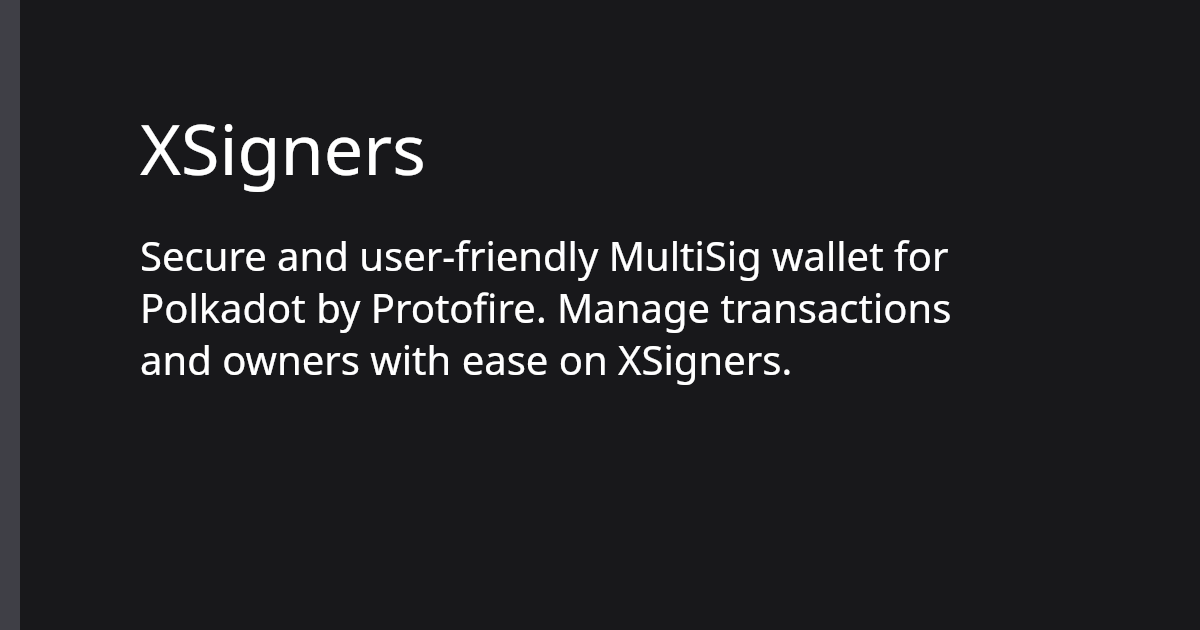 XSigners
Secure and user-friendly MultiSig wallet for
Polkadot by Protofire. Manage transactions
and owners with ease on XSigners.